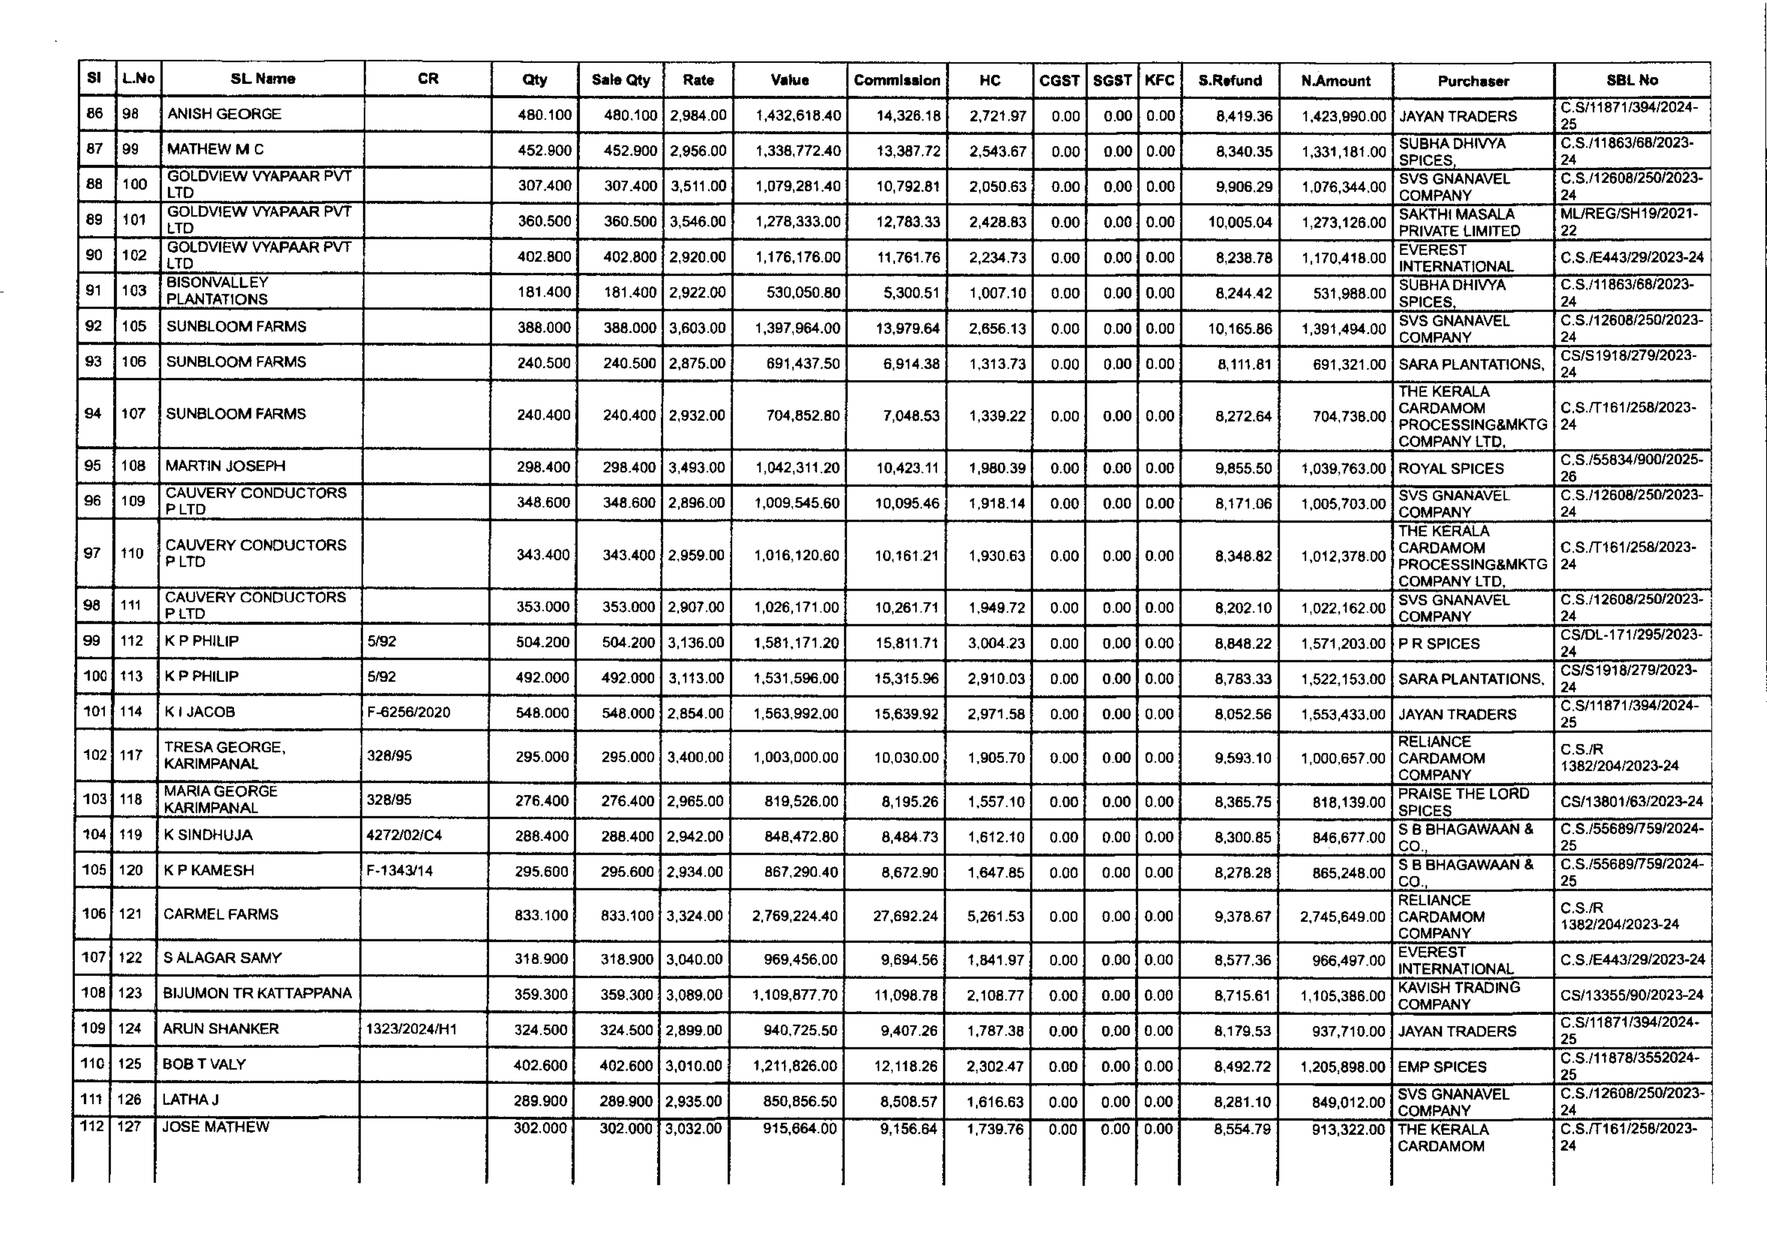 Sl L.No SL Name CR Qty Sale Qty Rate Value Commission HC CGST SGST KFC S.Refund N.Amount Purchaser SBL No
86 98 ANISH GEORGE 480.100 480.100 2,984.00 1,432,618.40 14,326.18 2,721.97 0.00 0.00 0.00 8,419.36 1,423,990.00 JAYAN TRADERS C.S/11871/394/2024-
25
87 99 MATHEW M C 452.900 452.900 2,956.00 1,338,772.40 13,387.72 2,543.67 0.00 0.00 0.00 8,340.35 1,331,181.00 SUBHA DHIVYA C.S./11863/68/2023-
SPICES, 24
88 100 GOLDVIEW VYAPAAR PVT 307.400 307.400 3,511.00 1,079,281.40 10,792.81 2,050.63 0.00 0.00 0.00 9,906.29 1,076,344.00 SVS GNANAVEL C.S./12608/250/2023-
LTD COMPANY 24
89 101 GOLDVIEW VYAPAAR PVT 360.500 360.500 3,546.00 1,278,333.00 12,783.33 2,428.83 0.00 0.00 0.00 10,005.04 1,273,126.00 SAKTHI MASALA ML/REG/SH19/2021-
LTD PRIVATE LIMITED 22
90 102 GOLDVIEW VYAPAAR PVT 402.800 402.800 2,920.00 1,176,176.00 11,761.76 2,234.73 0.00 0.00 0.00 8,238.78 1,170,418.00 EVEREST C.S./E443/29/2023-24
LTD INTERNATIONAL
91 103 BISONVALLEY 181.400 181.400 2,922.00 530,050.80 5,300.51 1,007.10 0.00 0.00 0.00 8,244.42 531,988.00 SUBHA DHIVYA C.S./11863/68/2023-
PLANTATIONS SPICES, 24
92 105 SUNBLOOM FARMS 388.000 388.000 3,603.00 1,397,964.00 13,979.64 2,656.13 0.00 0.00 0.00 10,165.86 1,391,494.00 SVS GNANAVEL C.S./12608/250/2023-
COMPANY 24
93 106 SUNBLOOM FARMS 240.500 240.500 2,875.00 691,437.50 6,914.38 1,313.73 0.00 0.00 0.00 8,111.81 691,321.00 SARA PLANTATIONS, CS/S1918/279/2023-
24
94 107 SUNBLOOM FARMS 240.400 240.400 2,932.00 704,852.80 7,048.53 1,339.22 0.00 0.00 0.00 8,272.64 704,736.00 THE KERALA C.S./T161/258/2023-
CARDAMOM 24
PROCESSING&MKTG
COMPANY LTD,
95 108 MARTIN JOSEPH 298.400 298.400 3,493.00 1,042,311.20 10,423.11 1,980.39 0.00 0.00 0.00 9,855.50 1,039,763.00 ROYAL SPICES C.S./55834/900/2025-
26
96 109 CAUVERY CONDUCTORS 348.600 348.600 2,896.00 1,009,545.60 10,095.46 1,918.14 0.00 0.00 0.00 8,171.06 1,005,703.00 SVS GNANAVEL C.S./12608/250/2023-
P LTD COMPANY 24
97 110 CAUVERY CONDUCTORS 343.400 343.400 2,959.00 1,016,120.60 10,161.21 1,930.63 0.00 0.00 0.00 8,348.82 1,012,378.00 THE KERALA C.S./T161/258/2023-
P LTD CARDAMOM 24
PROCESSING&MKTG
COMPANY LTD,
98 111 CAUVERY CONDUCTORS 353.000 353.000 2,907.00 1,026,171.00 10,261.71 1,949.72 0.00 0.00 0.00 8,202.10 1,022,162.00 SVS GNANAVEL C.S./12608/250/2023-
P LTD COMPANY 24
99 112 K P PHILIP 5/92 504.200 504.200 3,136.00 1,581,171.20 15,811.71 3,004.23 0.00 0.00 0.00 8,848.22 1,571,203.00 P R SPICES CS/DL-171/295/2023-
24
100 113 K P PHILIP 5/92 492.000 492.000 3,113.00 1,531,596.00 15,315.96 2,910.03 0.00 0.00 0.00 8,783.33 1,522,153.00 SARA PLANTATIONS, CS/S1918/279/2023-
24
101 114 K I JACOB F-6256/2020 548.000 548.000 2,854.00 1,563,992.00 15,639.92 2,971.58 0.00 0.00 0.00 8,052.56 1,553,433.00 JAYAN TRADERS C.S/11871/394/2024-
25
102 117 TRESA GEORGE, 328/95 295.000 295.000 3,400.00 1,003,000.00 10,030.00 1,905.70 0.00 0.00 0.00 9,593.10 1,000,657.00 RELIANCE C.S./R
KARIMPANAL CARDAMOM 1382/204/2023-24
COMPANY
103 118 MARIA GEORGE 328/95 276.400 276.400 2,965.00 819,526.00 8,195.26 1,557.10 0.00 0.00 0.00 8,365.75 818,139.00 PRAISE THE LORD CS/13801/63/2023-24
KARIMPANAL SPICES
104 119 K SINDHUJA 4272/02/C4 288.400 288.400 2,942.00 848,472.80 8,484.73 1,612.10 0.00 0.00 0.00 8,300.85 846,677.00 S B BHAGAWAAN & C.S./55689/759/2024-
CO., 25
105 120 K P KAMESH F-1343/14 295.600 295.600 2,934.00 867,290.40 8,672.90 1,647.85 0.00 0.00 0.00 8,278.28 865,248.00 S B BHAGAWAAN & C.S./55689/759/2024-
CO., 25
106 121 CARMEL FARMS 833.100 833.100 3,324.00 2,769,224.40 27,692.24 5,261.53 0.00 0.00 0.00 9,378.67 2,745,649.00 RELIANCE C.S./R
CARDAMOM 1382/204/2023-24
COMPANY
107 122 S ALAGAR SAMY 318.900 318.900 3,040.00 969,456.00 9,694.56 1,841.97 0.00 0.00 0.00 8,577.36 966,497.00 EVEREST C.S./E443/29/2023-24
INTERNATIONAL
108 123 BIJUMON TR KATTAPPANA 359.300 359.300 3,089.00 1,109,877.70 11,098.78 2,108.77 0.00 0.00 0.00 8,715.61 1,105,386.00 KAVISH TRADING CS/13355/90/2023-24
COMPANY
109 124 ARUN SHANKER 1323/2024/H1 324.500 324.500 2,899.00 940,725.50 9,407.26 1,787.38 0.00 0.00 0.00 8,179.53 937,710.00 JAYAN TRADERS C.S/11871/394/2024-
25
110 125 BOB T VALY 402.600 402.600 3,010.00 1,211,826.00 12,118.26 2,302.47 0.00 0.00 0.00 8,492.72 1,205,898.00 EMP SPICES C.S./11878/3552024-
25
111 126 LATHA J 289.900 289.900 2,935.00 850,856.50 8,508.57 1,616.63 0.00 0.00 0.00 8,281.10 849,012.00 SVS GNANAVEL C.S./12608/250/2023-
COMPANY 24
112 127 JOSE MATHEW 302.000 302.000 3,032.00 915,664.00 9,156.64 1,739.76 0.00 0.00 0.00 8,554.79 913,322.00 THE KERALA C.S./T161/258/2023-
CARDAMOM 24